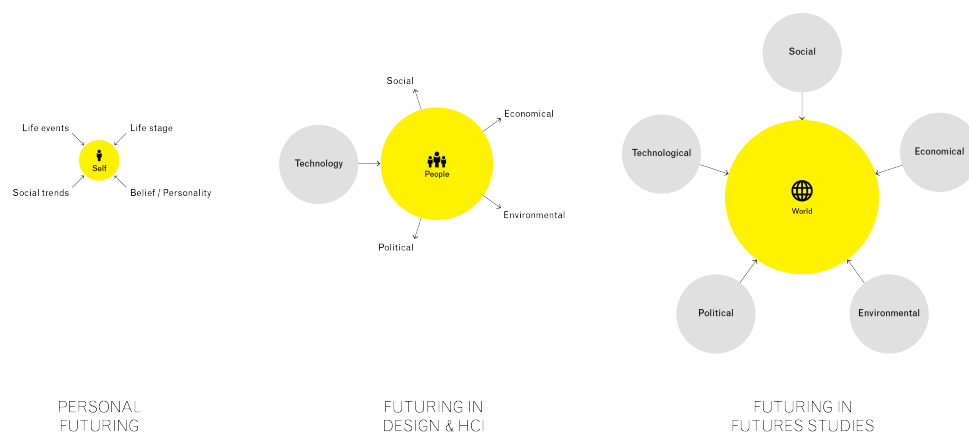 Life events
Life stage
Self
Social trends
Belief / Personality
PERSONAL
FUTURING
Social
Economical
Technology
People
Environmental
Political
FUTURING IN
DESIGN & HCI
Social
Technological
Economical
World
Political
Environmental
FUTURING IN
FUTURES STUDIES